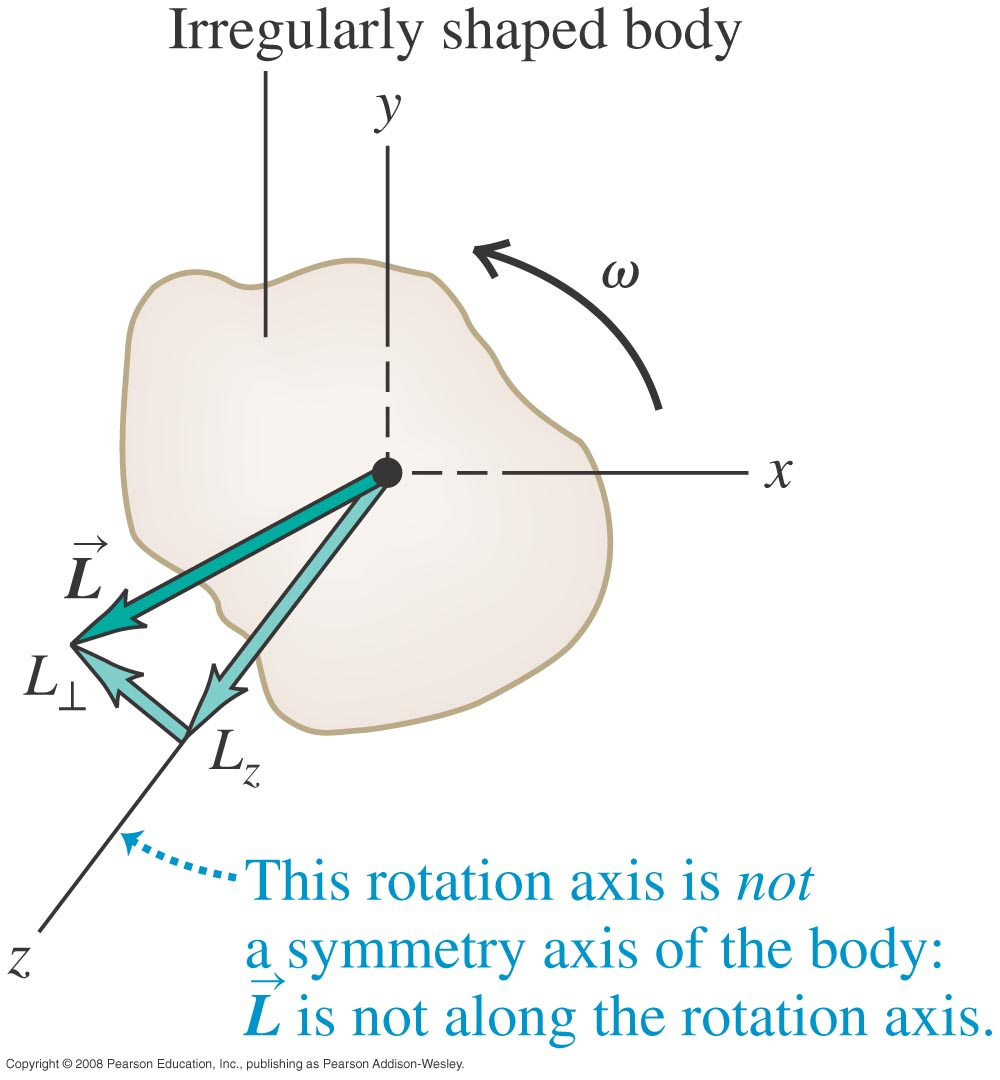 Irregularly shaped body
y
ω
x
L⃗
L⊥
Lz
This rotation axis is not
a symmetry axis of the body:
L⃗ is not along the rotation axis.
z
Copyright © 2008 Pearson Education, Inc., publishing as Pearson Addison-Wesley.